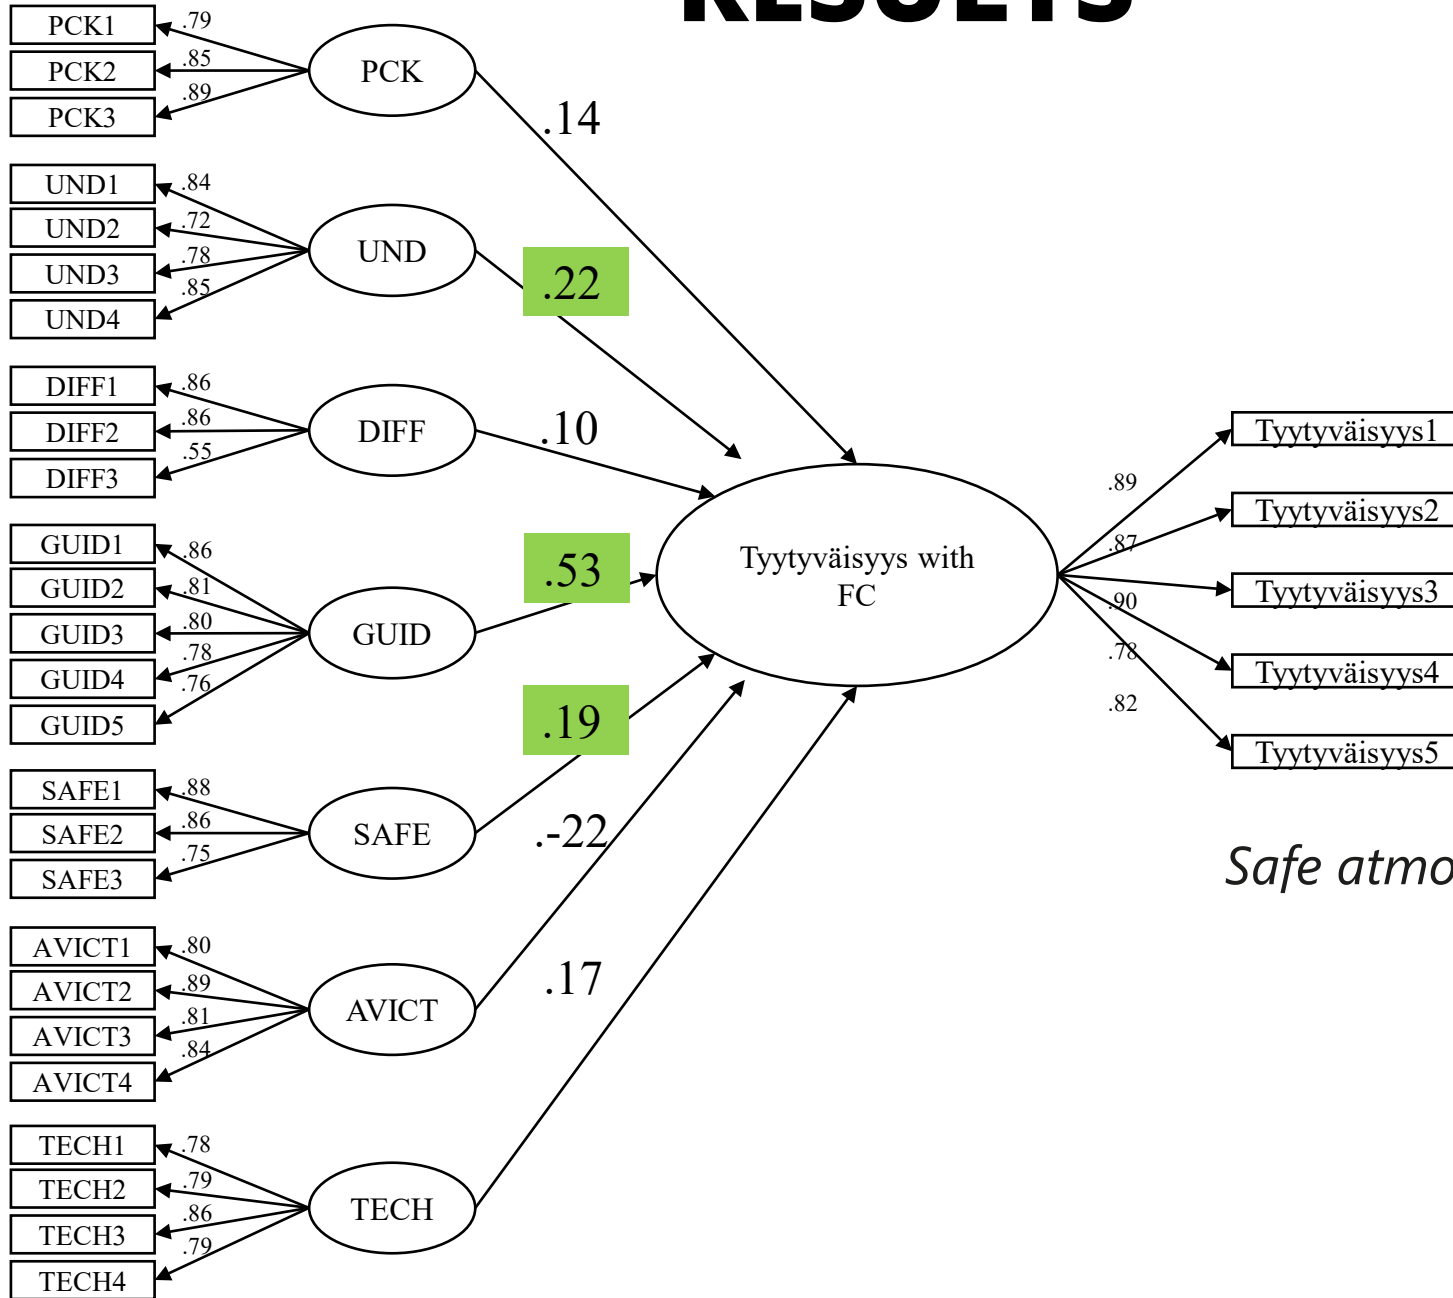 RESULTS
PCK1
PCK2
PCK3
.79
.85
.89
PCK
.14
UND1
UND2
UND3
UND4
.84
.72
.78
.85
UND
.22
DIFF1
DIFF2
DIFF3
.86
.86
.55
DIFF
.10
GUID1
GUID2
GUID3
GUID4
GUID5
.86
.81
.80
.78
.76
GUID
.53
SAFE1
SAFE2
SAFE3
.88
.86
.75
SAFE
.19
AVICT1
AVICT2
AVICT3
AVICT4
.80
.89
.81
.84
AVICT
.-22
TECH1
TECH2
TECH3
TECH4
.78
.79
.86
.79
TECH
.17
Tyytyväisyys with
FC
.89
.87
.90
.78
.82
Tyytyväisyys1
Tyytyväisyys2
Tyytyväisyys3
Tyytyväisyys4
Tyytyväisyys5
Safe atmo